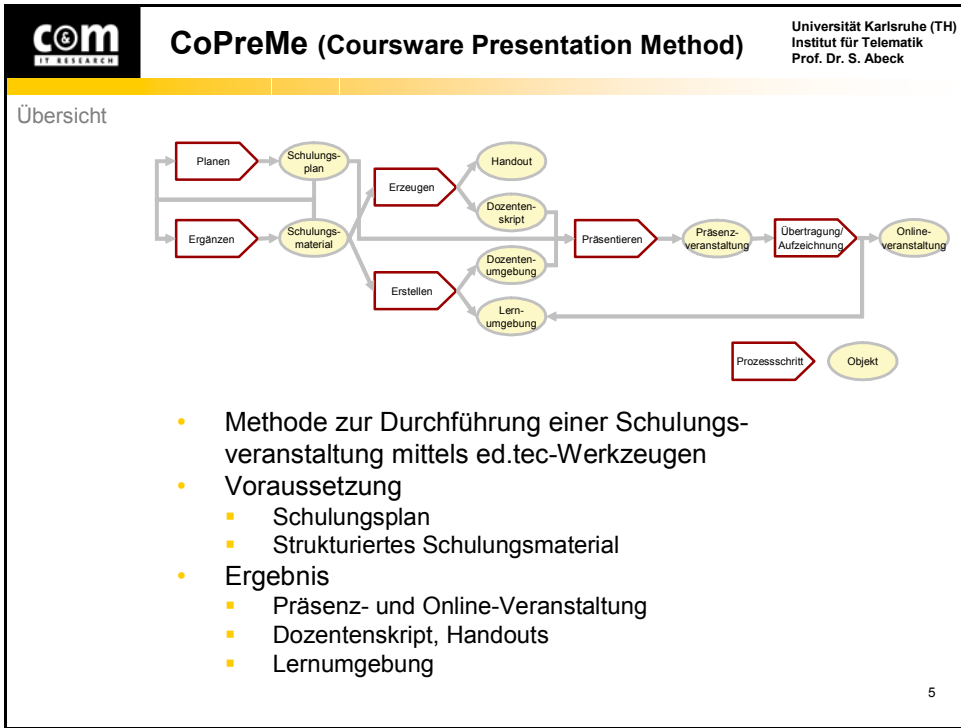 C&M
IT RESEARCH
CoPreMe (Coursware Presentation Method)
Universität Karlsruhe (TH)
Institut für Telematik
Prof. Dr. S. Abeck
Übersicht
Planen
Schulungs-
plan
Ergänzen
Schulungs-
material
Erzeugen
Erstellen
Handout
Dozenten-
skript
Dozenten-
umgebung
Lern-
umgebung
Präsentieren
Präsenz-
veranstaltung
Übertragung/
Aufzeichnung
Online-
veranstaltung
Prozessschritt
Objekt
• Methode zur Durchführung einer Schulungs-
veranstaltung mittels ed.tec-Werkzeugen
• Voraussetzung
▪ Schulungsplan
▪ Strukturiertes Schulungsmaterial
• Ergebnis
▪ Präsenz- und Online-Veranstaltung
▪ Dozentenskript, Handouts
▪ Lernumgebung
5